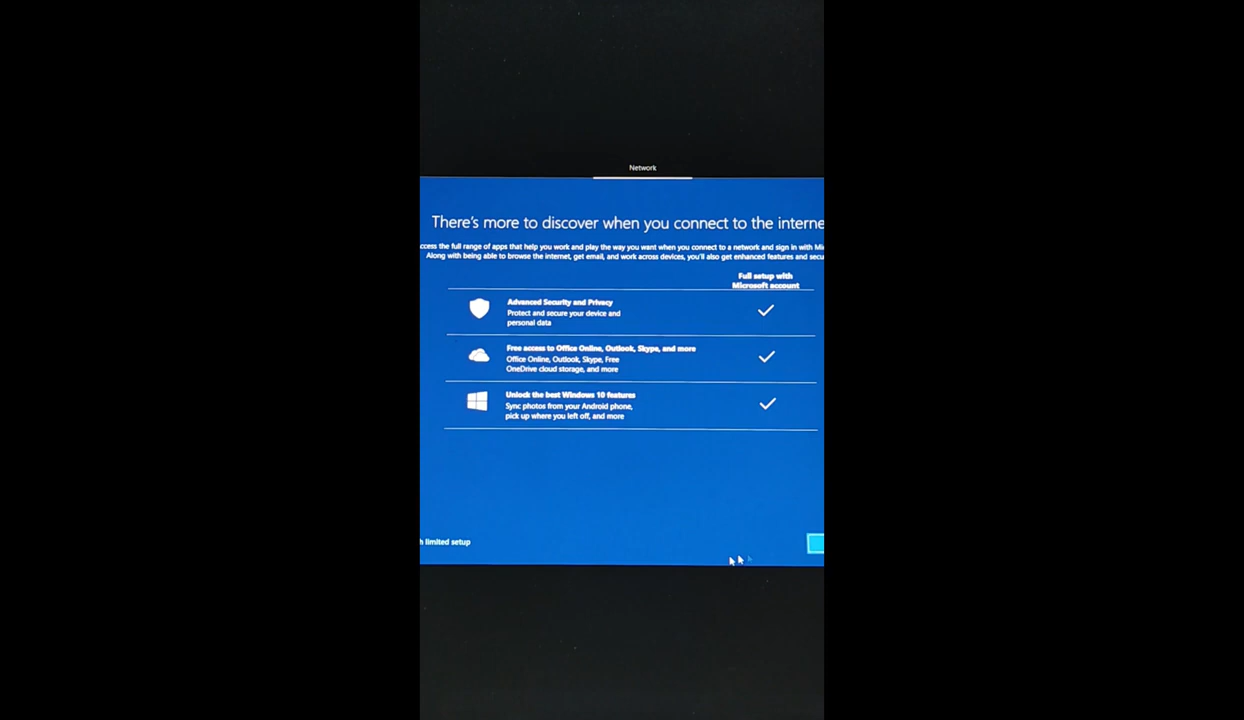 Network
There's more to discover when you connect to the interne
ccess the full range of apps that help you work and play the way you want when you connect to a network and sign in with Mi
Along with being able to browse the internet, get email, and work across devices, you'll also get enhanced features and secu
Full setup with
Microsoft account
Advanced Security and Privacy
Protect and secure your device and
personal data
Free access to Office Online, Outlook, Skype, and more
Office Online, Outlook, Skype, Free
OneDrive cloud storage, and more
Unlock the best Windows 10 features
Sync photos from your Android phone,
pick up where you left off, and more
h limited setup